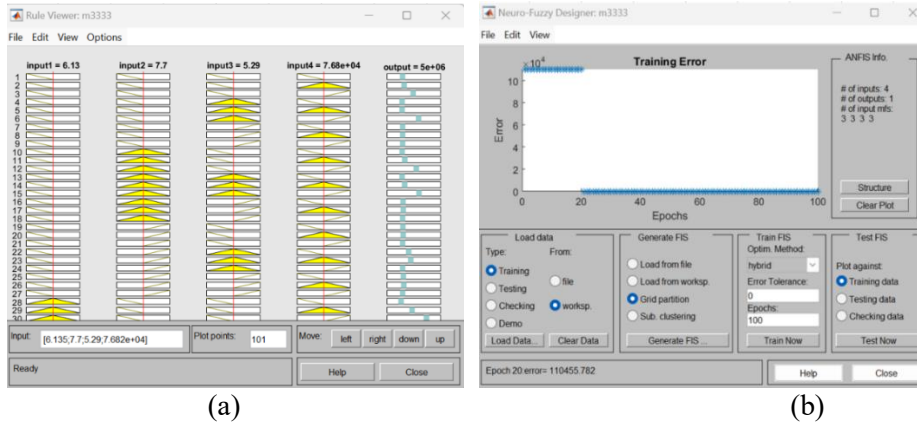 Rule Viewer: m3333
File Edit View Options
input1 = 6.13 input2 = 7.7 input3 = 5.29 input4 = 7.68e+04 output = 5e+06
1
2
3
4
5
6
7
8
9
10
11
12
13
14
15
16
17
18
19
20
21
22
23
24
25
26
27
28
29
30
Input: [6.135;7.7;5.29;7.682e+04] Plot points: 101 Move: left right down up
Ready Help Close
(a)
Neuro-Fuzzy Designer: m3333
File Edit View
×10⁴ Training Error
10
8
6
4
2
0
Error
0 20 40 60 80 100
Epochs
ANFIS Info.
# of inputs: 4
# of outputs: 1
# of input mfs:
3 3 3 3
Structure
Clear Plot
Load data
Type: From:
Training
Testing
Checking
Demo
file
worksp.
Load Data... Clear Data
Generate FIS
Load from file
Load from worksp.
Grid partition
Sub. clustering
Generate FIS ...
Train FIS
Optim. Method:
hybrid
Error Tolerance:
0
Epochs:
100
Train Now
Test FIS
Plot against:
Training data
Testing data
Checking data
Test Now
Epoch 20 error= 110455.782 Help Close
(b)